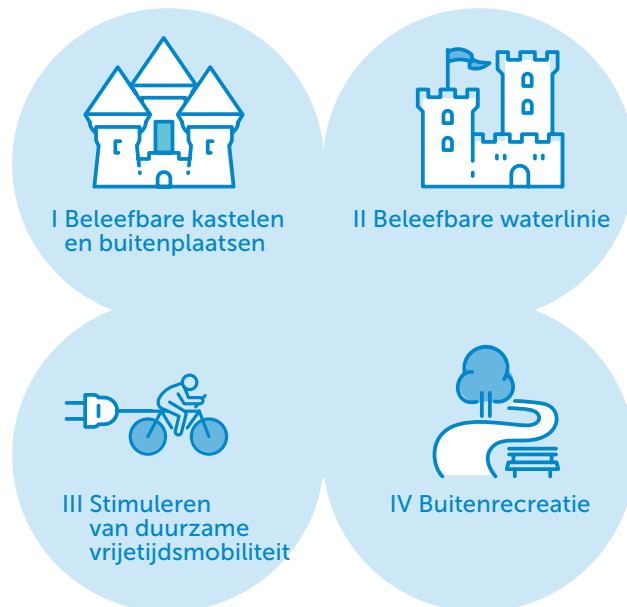 I Beleefbare kastelen
en buitenplaatsen
II Beleefbare waterlinie
III Stimuleren
van duurzame
vrijetijdsmobiliteit
IV Buitenrecreatie